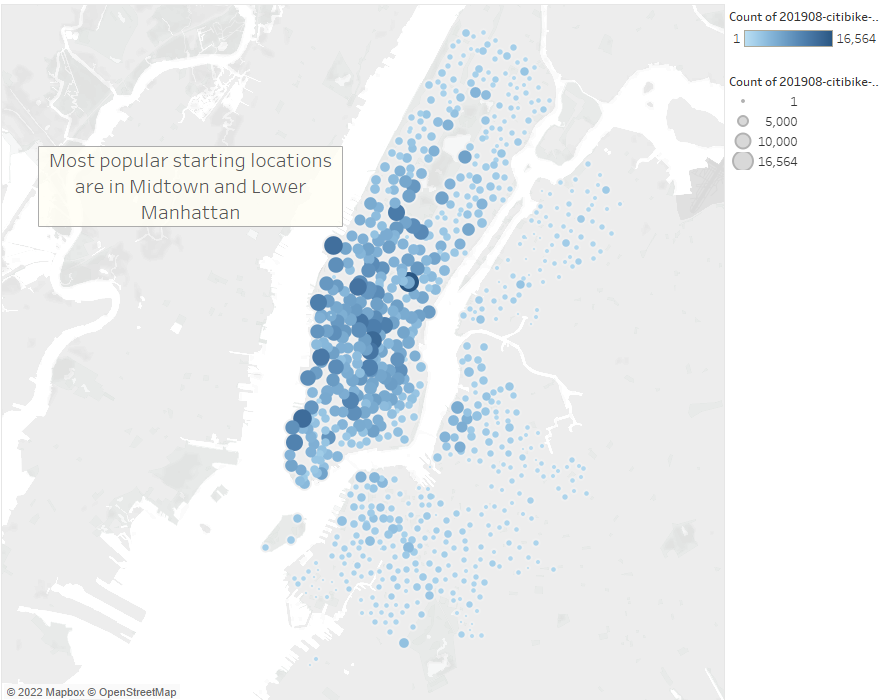 Count of 201908-citibike-..
1 16,564
Count of 201908-citibike-..
1
5,000
10,000
16,564
Most popular starting locations
are in Midtown and Lower
Manhattan
© 2022 Mapbox © OpenStreetMap